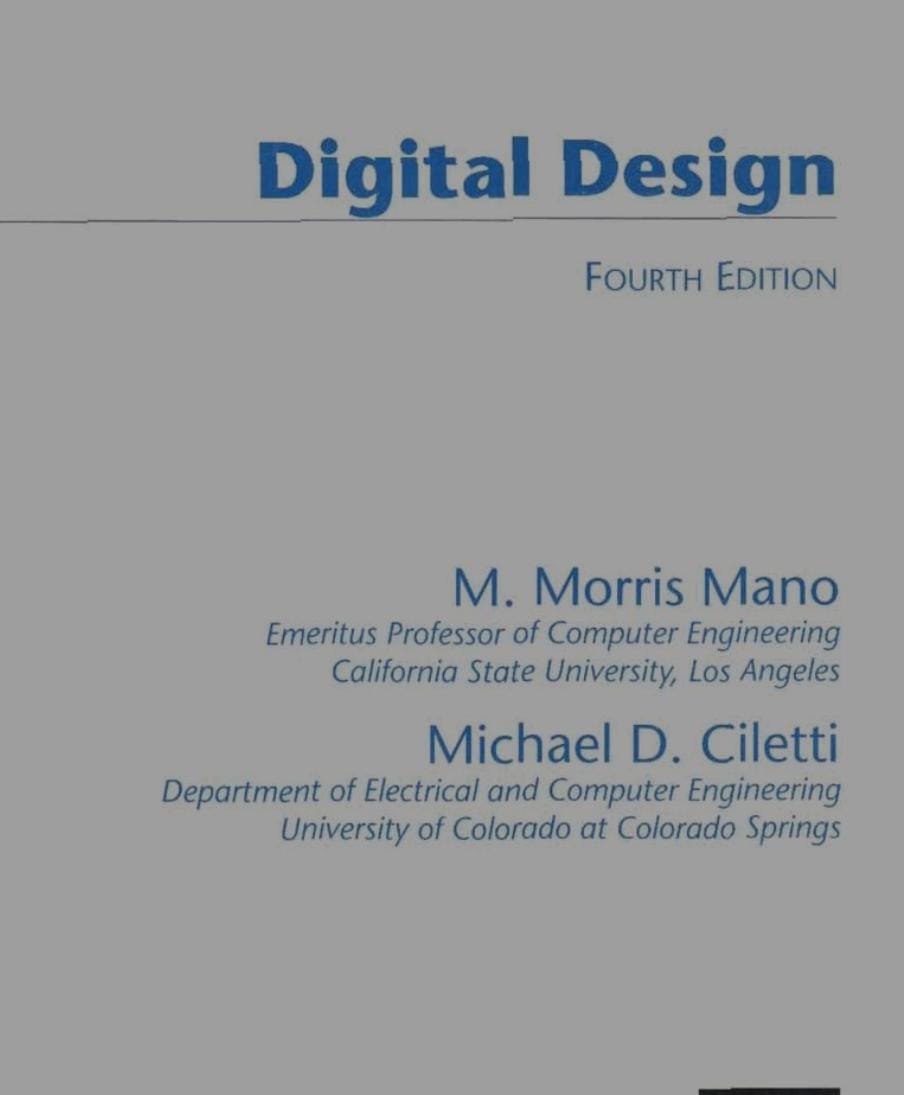 Digital Design
FOURTH EDITION
M. Morris Mano
Emeritus Professor of Computer Engineering
California State University, Los Angeles
Michael D. Ciletti
Department of Electrical and Computer Engineering
University of Colorado at Colorado Springs